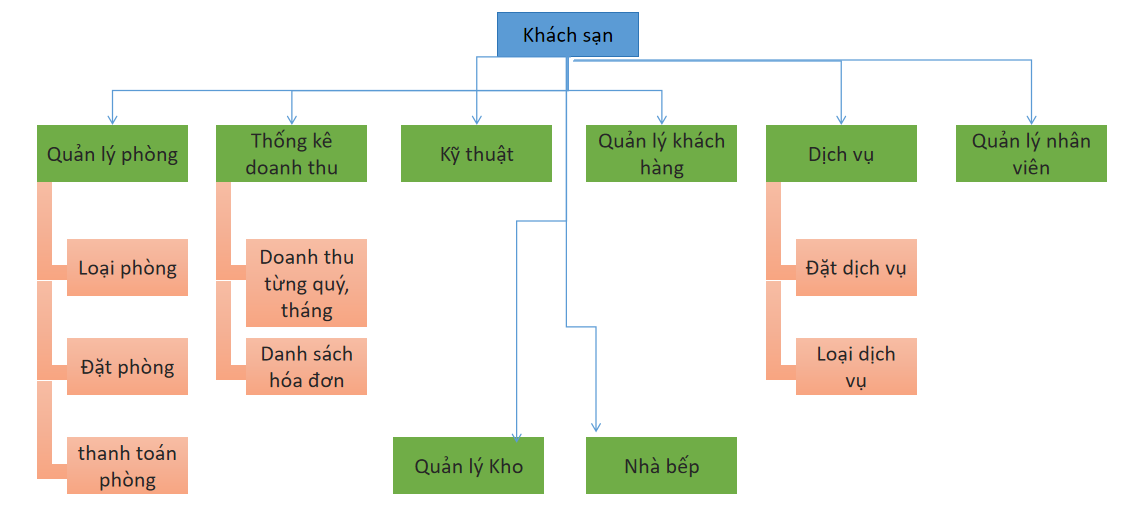 Khách sạn
Quản lý phòng
Thống kê
doanh thu
Kỹ thuật
Quản lý khách
hàng
Dịch vụ
Quản lý nhân
viên
Loại phòng
Doanh thu
từng quý,
tháng
Đặt dịch vụ
Đặt phòng
Danh sách
hóa đơn
Loại dịch
vụ
thanh toán
phòng
Quản lý Kho
Nhà bếp